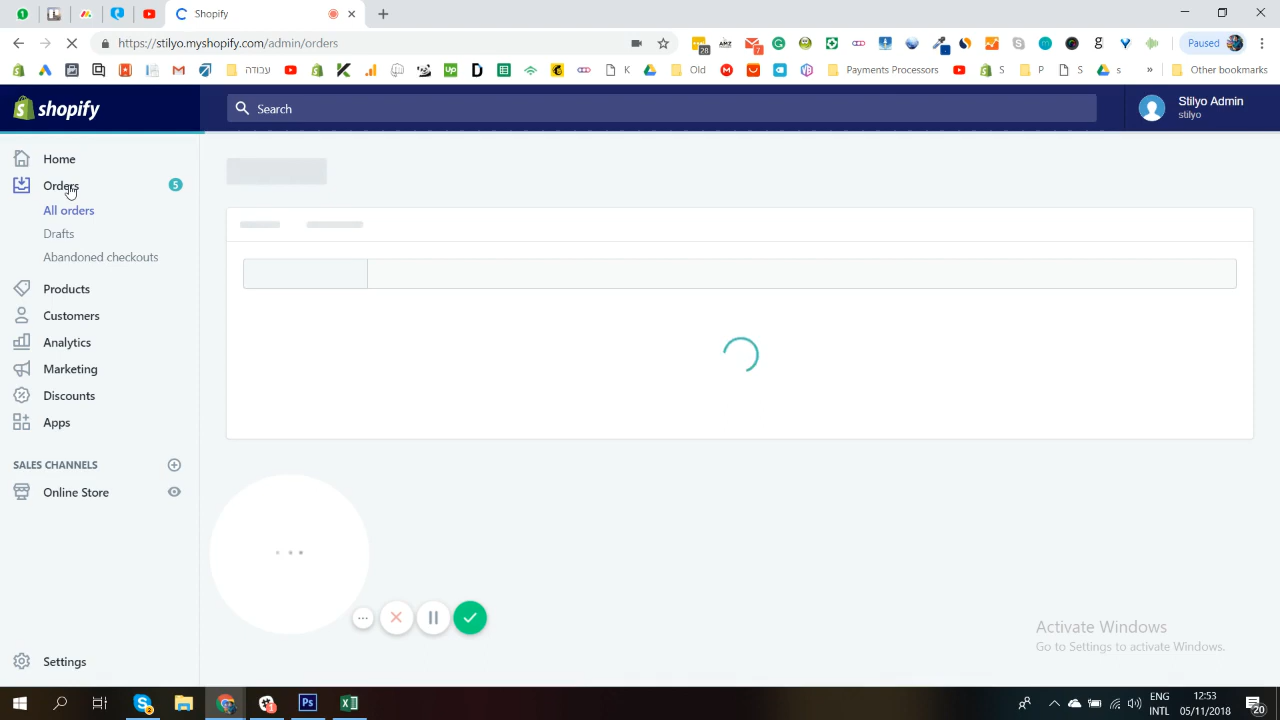 Shopify
https://stilyo.myshopify.com/admin/orders
28
7
Paused
עבודה
Old
K
Payments Processors
S
P
S
s
»
Other bookmarks
shopify
Search
Stilyo Admin
stilyo
Home
Orders
5
All orders
Drafts
Abandoned checkouts
Products
Customers
Analytics
Marketing
Discounts
Apps
SALES CHANNELS
Online Store
Settings
Activate Windows
Go to Settings to activate Windows.
ENG
INTL
12:53
05/11/2018
20